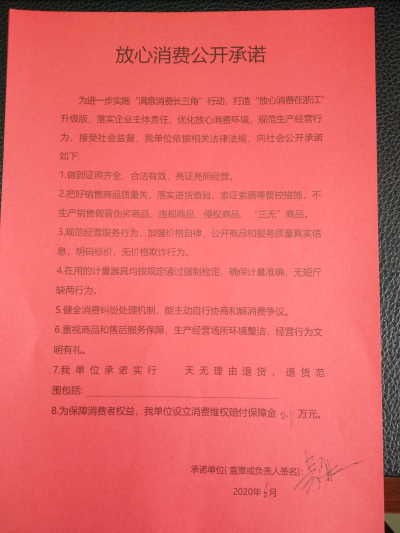 放心消费公开承诺
为进一步实施“满意消费长三角”行动，打造“放心消费在浙江”
升级版，落实企业主体责任，优化放心消费环境，规范生产经营行
为，接受社会监督，我单位依据相关法律法规，向社会公开承诺
如下：
1.做到证照齐全，合法有效，亮证亮照经营。
2.把好销售商品质量关，落实进货查验、索证索票等管控措施，不
生产销售假冒伪劣商品、违规商品、侵权商品、“三无”商品。
3.规范经营服务行为，加强价格自律，公开商品和服务质量真实信
息，明码标价，无价格欺诈行为。
4.在用的计量器具均按规定通过强制检定，确保计量准确，无短斤
缺两行为。
5.健全消费纠纷处理机制，能主动自行协商和解消费争议。
6.重视商品和售后服务保障，生产经营场所环境整洁，经营行为文
明有礼。
7.我单位承诺实行 天无理由退货，退货范
围包括:
8.为保障消费者权益，我单位设立消费维权赔付保障金 0.1 万元。
承诺单位(盖章或负责人签名):
2020年6月